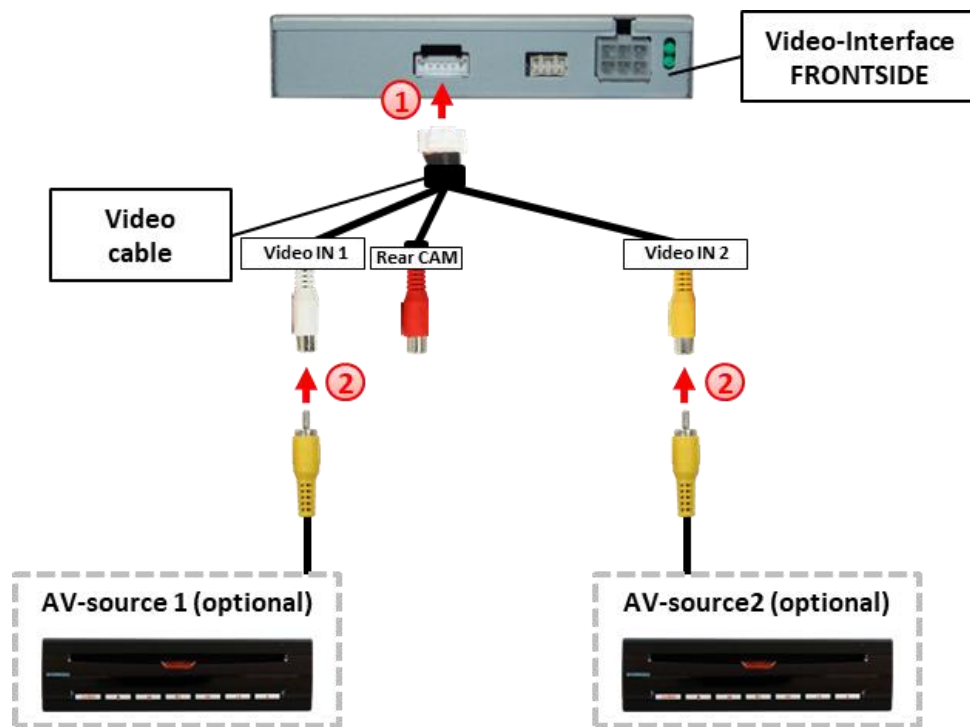 Video-Interface
FRONTSIDE
1
Video
cable
Video IN 1
Rear CAM
Video IN 2
2
2
AV-source 1 (optional)
AV-source2 (optional)